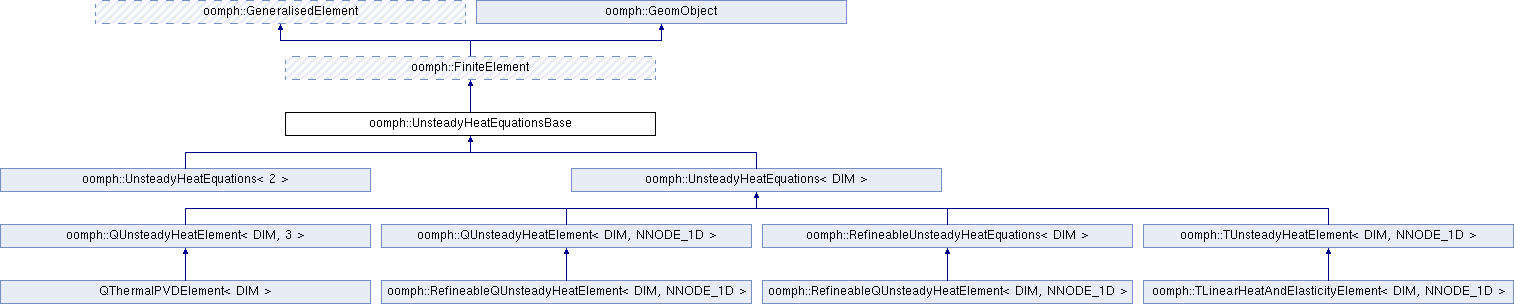 oomph::GeneralisedElement
oomph::GeomObject
oomph::FiniteElement
oomph::UnsteadyHeatEquationsBase
oomph::UnsteadyHeatEquations< 2 >
oomph::UnsteadyHeatEquations< DIM >
oomph::QUnsteadyHeatElement< DIM, 3 >
oomph::QUnsteadyHeatElement< DIM, NNODE_1D >
oomph::RefineableUnsteadyHeatEquations< DIM >
oomph::TUnsteadyHeatElement< DIM, NNODE_1D >
QThermalPVDElement< DIM >
oomph::RefineableQUnsteadyHeatElement< DIM, NNODE_1D >
oomph::RefineableQUnsteadyHeatElement< DIM, NNODE_1D >
oomph::TLinearHeatAndElasticityElement< DIM, NNODE_1D >